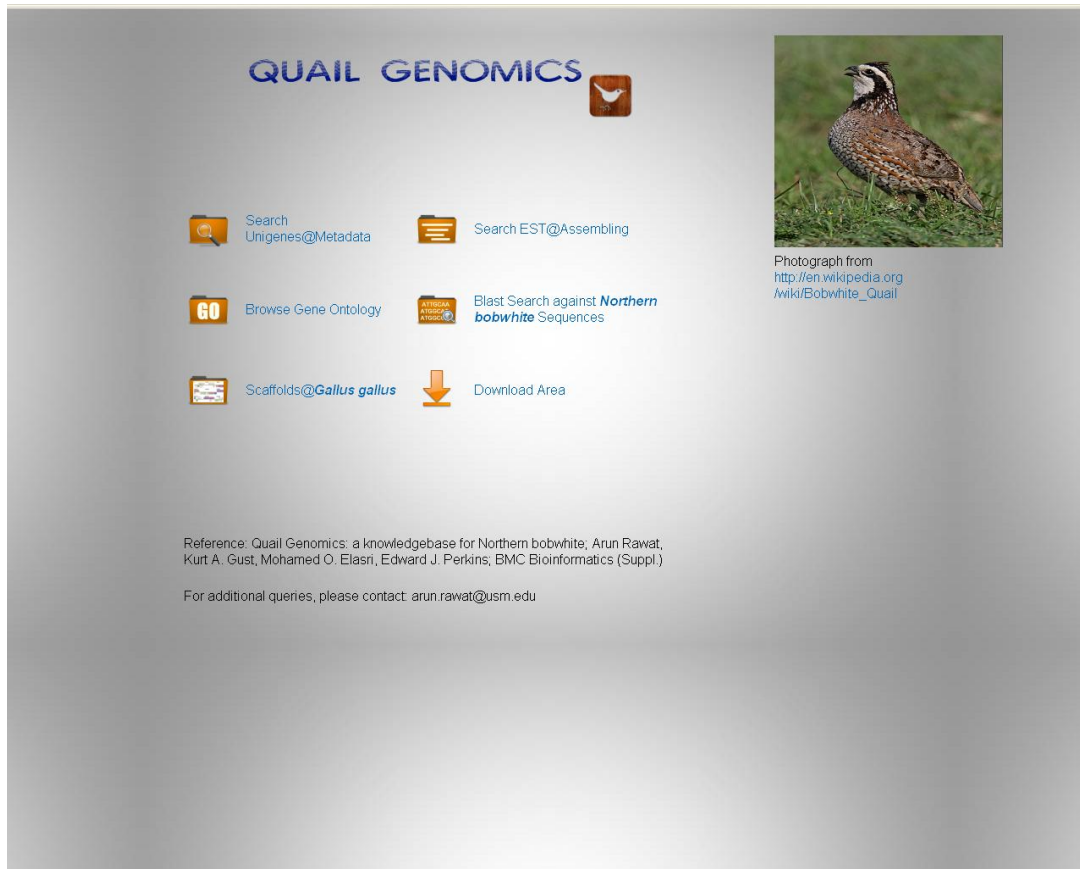 QUAIL GENOMICS
Search
Unigenes@Metadata
Search EST@Assembling
GO
Browse Gene Ontology
ATTGCAA
Blast Search against Northern
bobwhite Sequences
Scaffolds@Gallus gallus
Download Area
Photograph from
http://en.wikipedia.org
/wiki/Bobwhite_Quail
Reference: Quail Genomics: a knowledgebase for Northern bobwhite; Arun Rawat,
Kurt A. Gust, Mohamed O. Elasri, Edward J. Perkins; BMC Bioinformatics (Suppl.)
For additional queries, please contact: arun.rawat@usm.edu